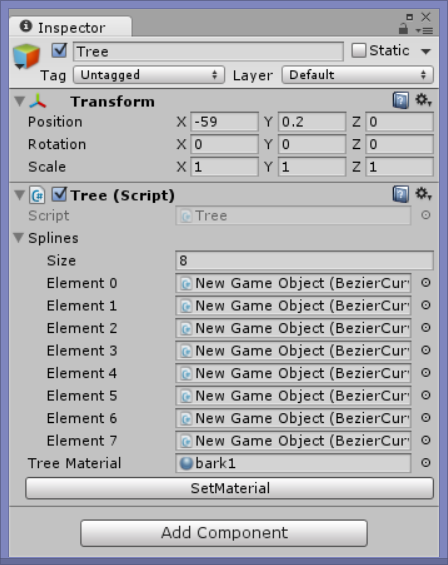 Inspector
Tree Static
Tag Untagged Layer Default
Transform
Position X -59 Y 0.2 Z 0
Rotation X 0 Y 0 Z 0
Scale X 1 Y 1 Z 1
Tree (Script)
Script Tree
Splines
Size 8
Element 0 New Game Object (BezierCur
Element 1 New Game Object (BezierCur
Element 2 New Game Object (BezierCur
Element 3 New Game Object (BezierCur
Element 4 New Game Object (BezierCur
Element 5 New Game Object (BezierCur
Element 6 New Game Object (BezierCur
Element 7 New Game Object (BezierCur
Tree Material bark1
SetMaterial
Add Component